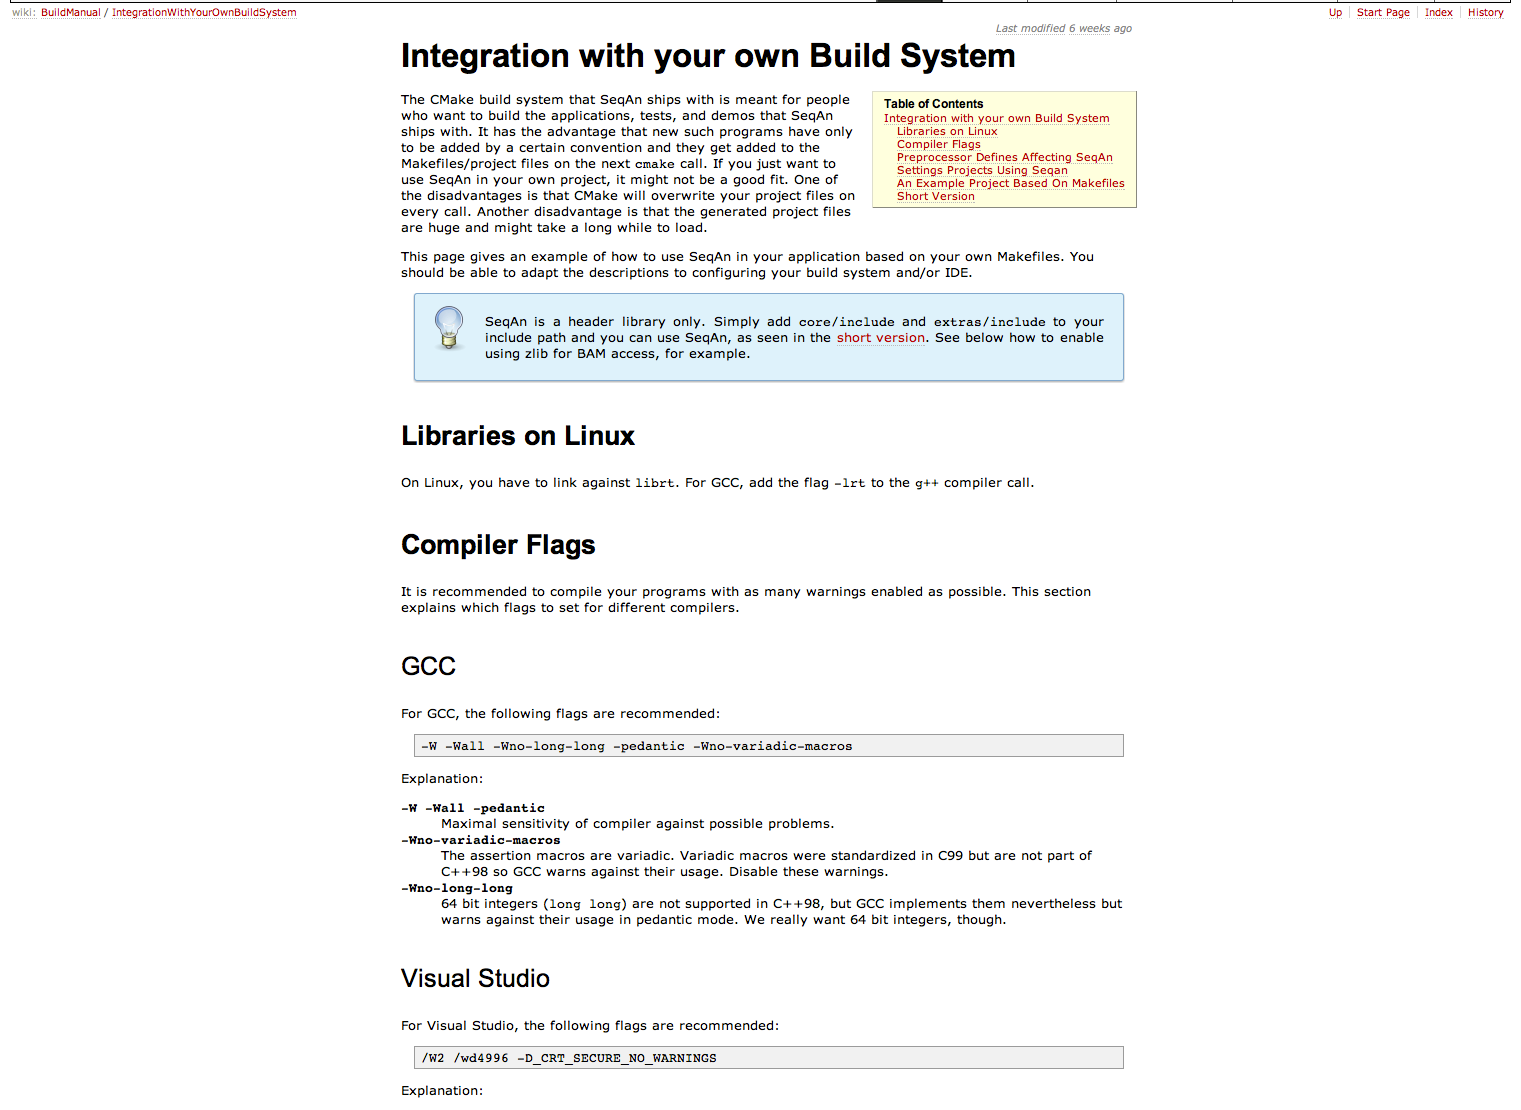 wiki: BuildManual / IntegrationWithYourOwnBuildSystem
Up Start Page Index History
Last modified 6 weeks ago
Integration with your own Build System
The CMake build system that SeqAn ships with is meant for people
who want to build the applications, tests, and demos that SeqAn
ships with. It has the advantage that new such programs have only
to be added by a certain convention and they get added to the
Makefiles/project files on the next cmake call. If you just want to
use SeqAn in your own project, it might not be a good fit. One of
the disadvantages is that CMake will overwrite your project files on
every call. Another disadvantage is that the generated project files
are huge and might take a long while to load.
Table of Contents
Integration with your own Build System
Libraries on Linux
Compiler Flags
Preprocessor Defines Affecting SeqAn
Settings Projects Using Seqan
An Example Project Based On Makefiles
Short Version
This page gives an example of how to use SeqAn in your application based on your own Makefiles. You
should be able to adapt the descriptions to configuring your build system and/or IDE.
SeqAn is a header library only. Simply add core/include and extras/include to your
include path and you can use SeqAn, as seen in the short version. See below how to enable
using zlib for BAM access, for example.
Libraries on Linux
On Linux, you have to link against librt. For GCC, add the flag -lrt to the g++ compiler call.
Compiler Flags
It is recommended to compile your programs with as many warnings enabled as possible. This section
explains which flags to set for different compilers.
GCC
For GCC, the following flags are recommended:
-W -Wall -Wno-long-long -pedantic -Wno-variadic-macros
Explanation:
-W -Wall -pedantic
Maximal sensitivity of compiler against possible problems.
-Wno-variadic-macros
The assertion macros are variadic. Variadic macros were standardized in C99 but are not part of
C++98 so GCC warns against their usage. Disable these warnings.
-Wno-long-long
64 bit integers (long long) are not supported in C++98, but GCC implements them nevertheless but
warns against their usage in pedantic mode. We really want 64 bit integers, though.
Visual Studio
For Visual Studio, the following flags are recommended:
/W2 /wd4996 -D_CRT_SECURE_NO_WARNINGS
Explanation: